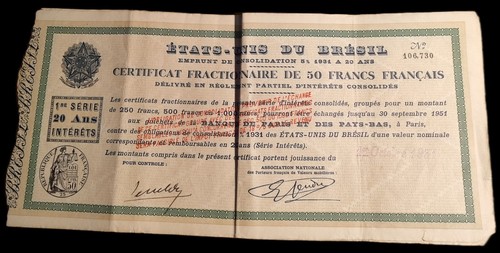 ÉTATS-UNIS DU BRÉSIL
No
106.730
EMPRUNT DE CONSOLIDATION 5% 1931 A 20 ANS
CERTIFICAT FRACTIONNAIRE DE 50 FRANCS FRANÇAIS
DÉLIVRÉ EN RÈGLEMENT PARTIEL D'INTÉRÊTS CONSOLIDÉS
1re SÉRIE
20 Ans
INTÉRÊTS
Les certificats fractionnaires de la série d'intérêts consolidés, groupés pour un montant
de 250 francs, 500 francs 1.000 pourront être échangés jusqu'au 30 septembre 1951
aux guichets de la BANQUE DE PARIS ET DES PAYS-BAS, à Paris,
contre des obligations de consolidation 1931 des ÉTATS-UNIS DU BRÉSIL d'une valeur nominale
correspondante remboursables en 20 ans (Série Intérêts).
Les montants compris dans le présent certificat portent jouissance du
POUR CONTROLE :
ASSOCIATION NATIONALE
des Porteurs français de Valeurs mobilières
50